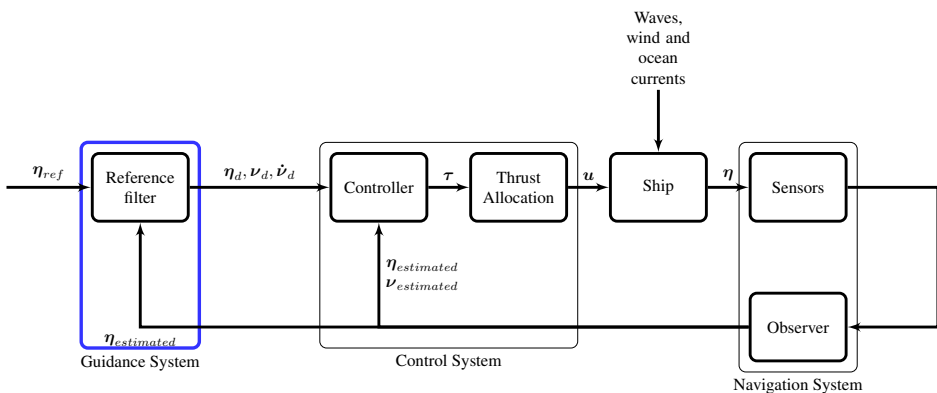 Waves,
wind and
ocean
currents
η_ref
Reference
filter
η_d, ν_d, ν̇_d
Controller
τ
Thrust
Allocation
u
Ship
η
Sensors
η_estimated
ν_estimated
Observer
η_estimated
Guidance System
Control System
Navigation System